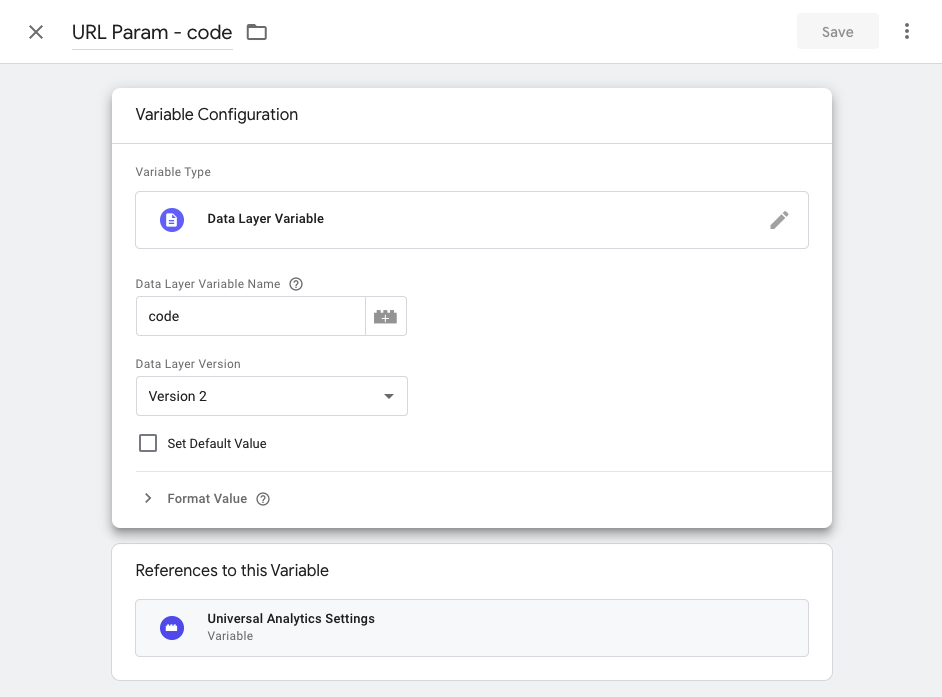 URL Param - code
Save
Variable Configuration
Variable Type
Data Layer Variable
Data Layer Variable Name
code
Data Layer Version
Version 2
Set Default Value
Format Value
References to this Variable
Universal Analytics Settings
Variable